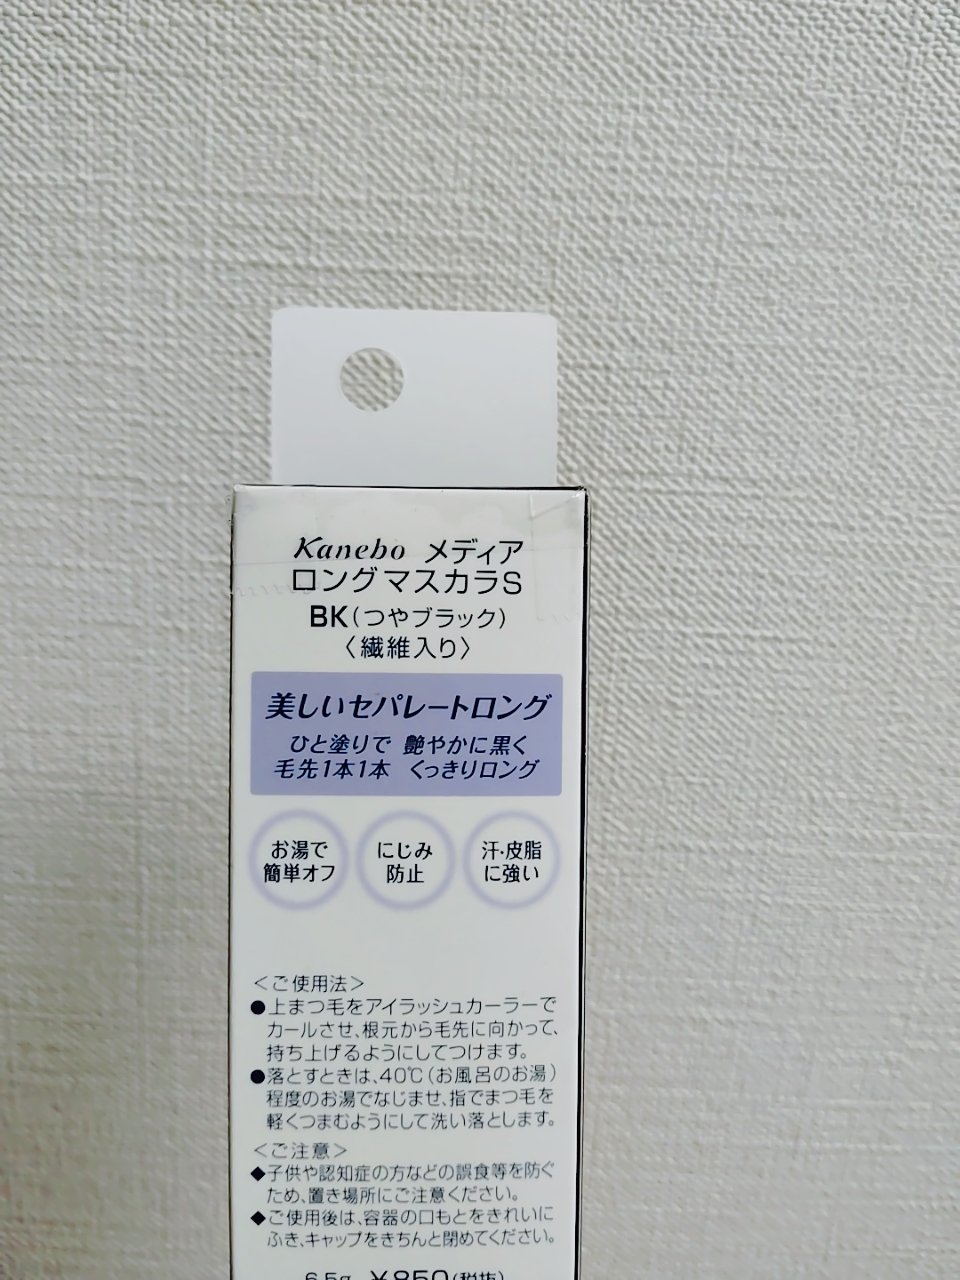 Kanebo メディア
ロングマスカラS
BK(つやブラック)
〈繊維入り〉
美しいセパレートロング
ひと塗りで 艶やかに黒く
毛先1本1本 くっきりロング
お湯で
簡単オフ
にじみ
防止
汗・皮脂
に強い
＜ご使用法＞
●上まつ毛をアイラッシュカーラーで
カールさせ、根元から毛先に向かって、
持ち上げるようにしてつけます。
●落とすときは、40℃(お風呂のお湯)
程度のお湯でなじませ、指でまつ毛を
軽くつまむようにして洗い落とします。
＜ご注意＞
◆子供や認知症の方などの誤食等を防ぐ
ため、置き場所にご注意ください。
◆ご使用後は、容器の口もとをきれいに
ふき、キャップをきちんと閉めてください。
6.5g ￥850(税抜)